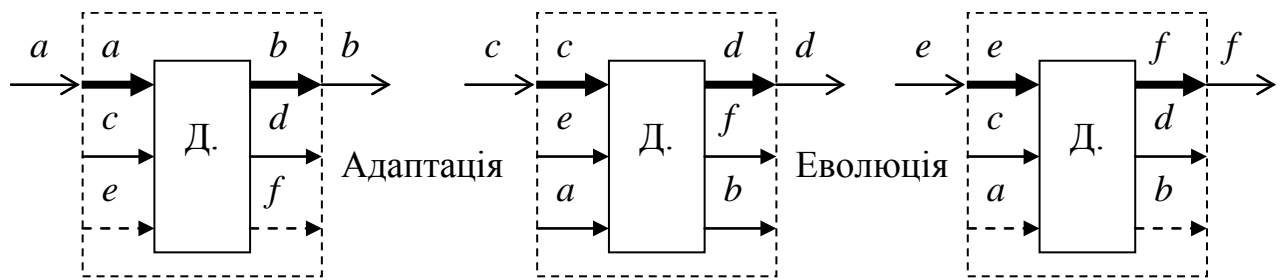 a a b b c c d d e e f f
c d e f c d
Д. Д. Д.
Адаптація Еволюція
e f a b a b